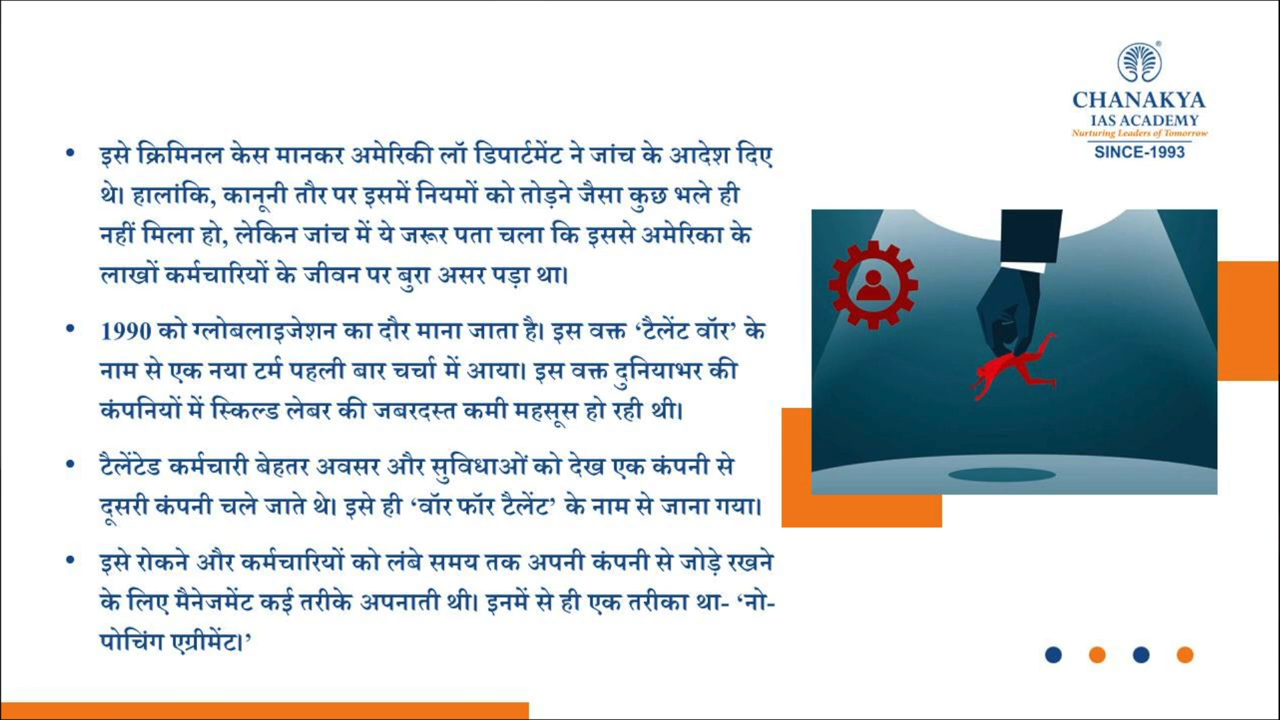 CHANAKYA
IAS ACADEMY
Nurturing Leaders of Tomorrow
SINCE-1993
• इसे क्रिमिनल केस मानकर अमेरिकी लॉ डिपार्टमेंट ने जांच के आदेश दिए
थे। हालांकि, कानूनी तौर पर इसमें नियमों को तोड़ने जैसा कुछ भले ही
नहीं मिला हो, लेकिन जांच में ये जरूर पता चला कि इससे अमेरिका के
लाखों कर्मचारियों के जीवन पर बुरा असर पड़ा था।
• 1990 को ग्लोबलाइजेशन का दौर माना जाता है। इस वक्त ‘टैलेंट वॉर’ के
नाम से एक नया टर्म पहली बार चर्चा में आया। इस वक्त दुनियाभर की
कंपनियों में स्किल्ड लेबर की जबरदस्त कमी महसूस हो रही थी।
• टैलेंटेड कर्मचारी बेहतर अवसर और सुविधाओं को देख एक कंपनी से
दूसरी कंपनी चले जाते थे। इसे ही ‘वॉर फॉर टैलेंट’ के नाम से जाना गया।
• इसे रोकने और कर्मचारियों को लंबे समय तक अपनी कंपनी से जोड़े रखने
के लिए मैनेजमेंट कई तरीके अपनाती थी। इनमें से ही एक तरीका था- ‘नो-
पोचिंग एग्रीमेंट।’